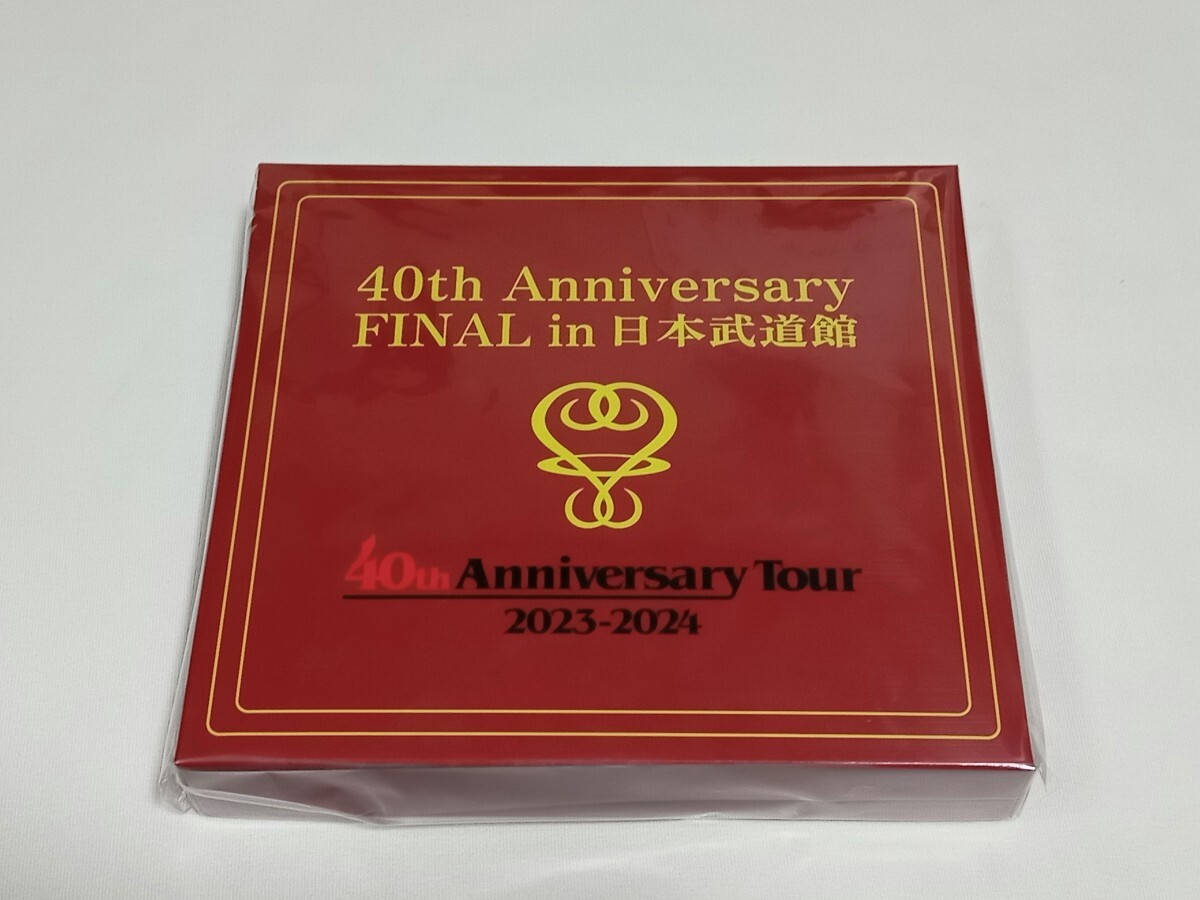 40th Anniversary
FINAL in 日本武道館
40th Anniversary Tour
2023-2024